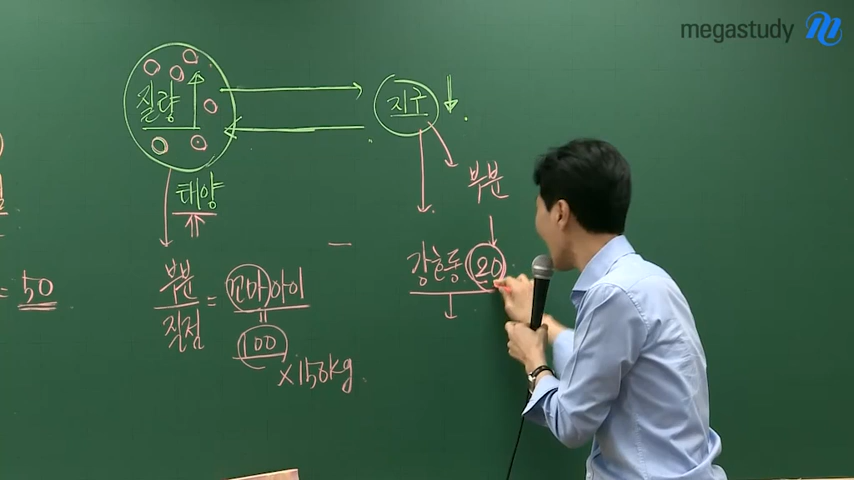 megastudy
질량
지구
태양
부분
= 50
부분
질점
= 꼬마아이
100
×150kg
강호동 20